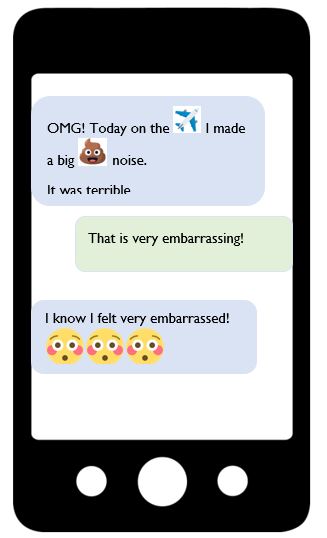 OMG! Today on the ✈️ I made
a big 💩 noise.
It was terrible
That is very embarrassing!
I know I felt very embarrassed!
😳😳😳